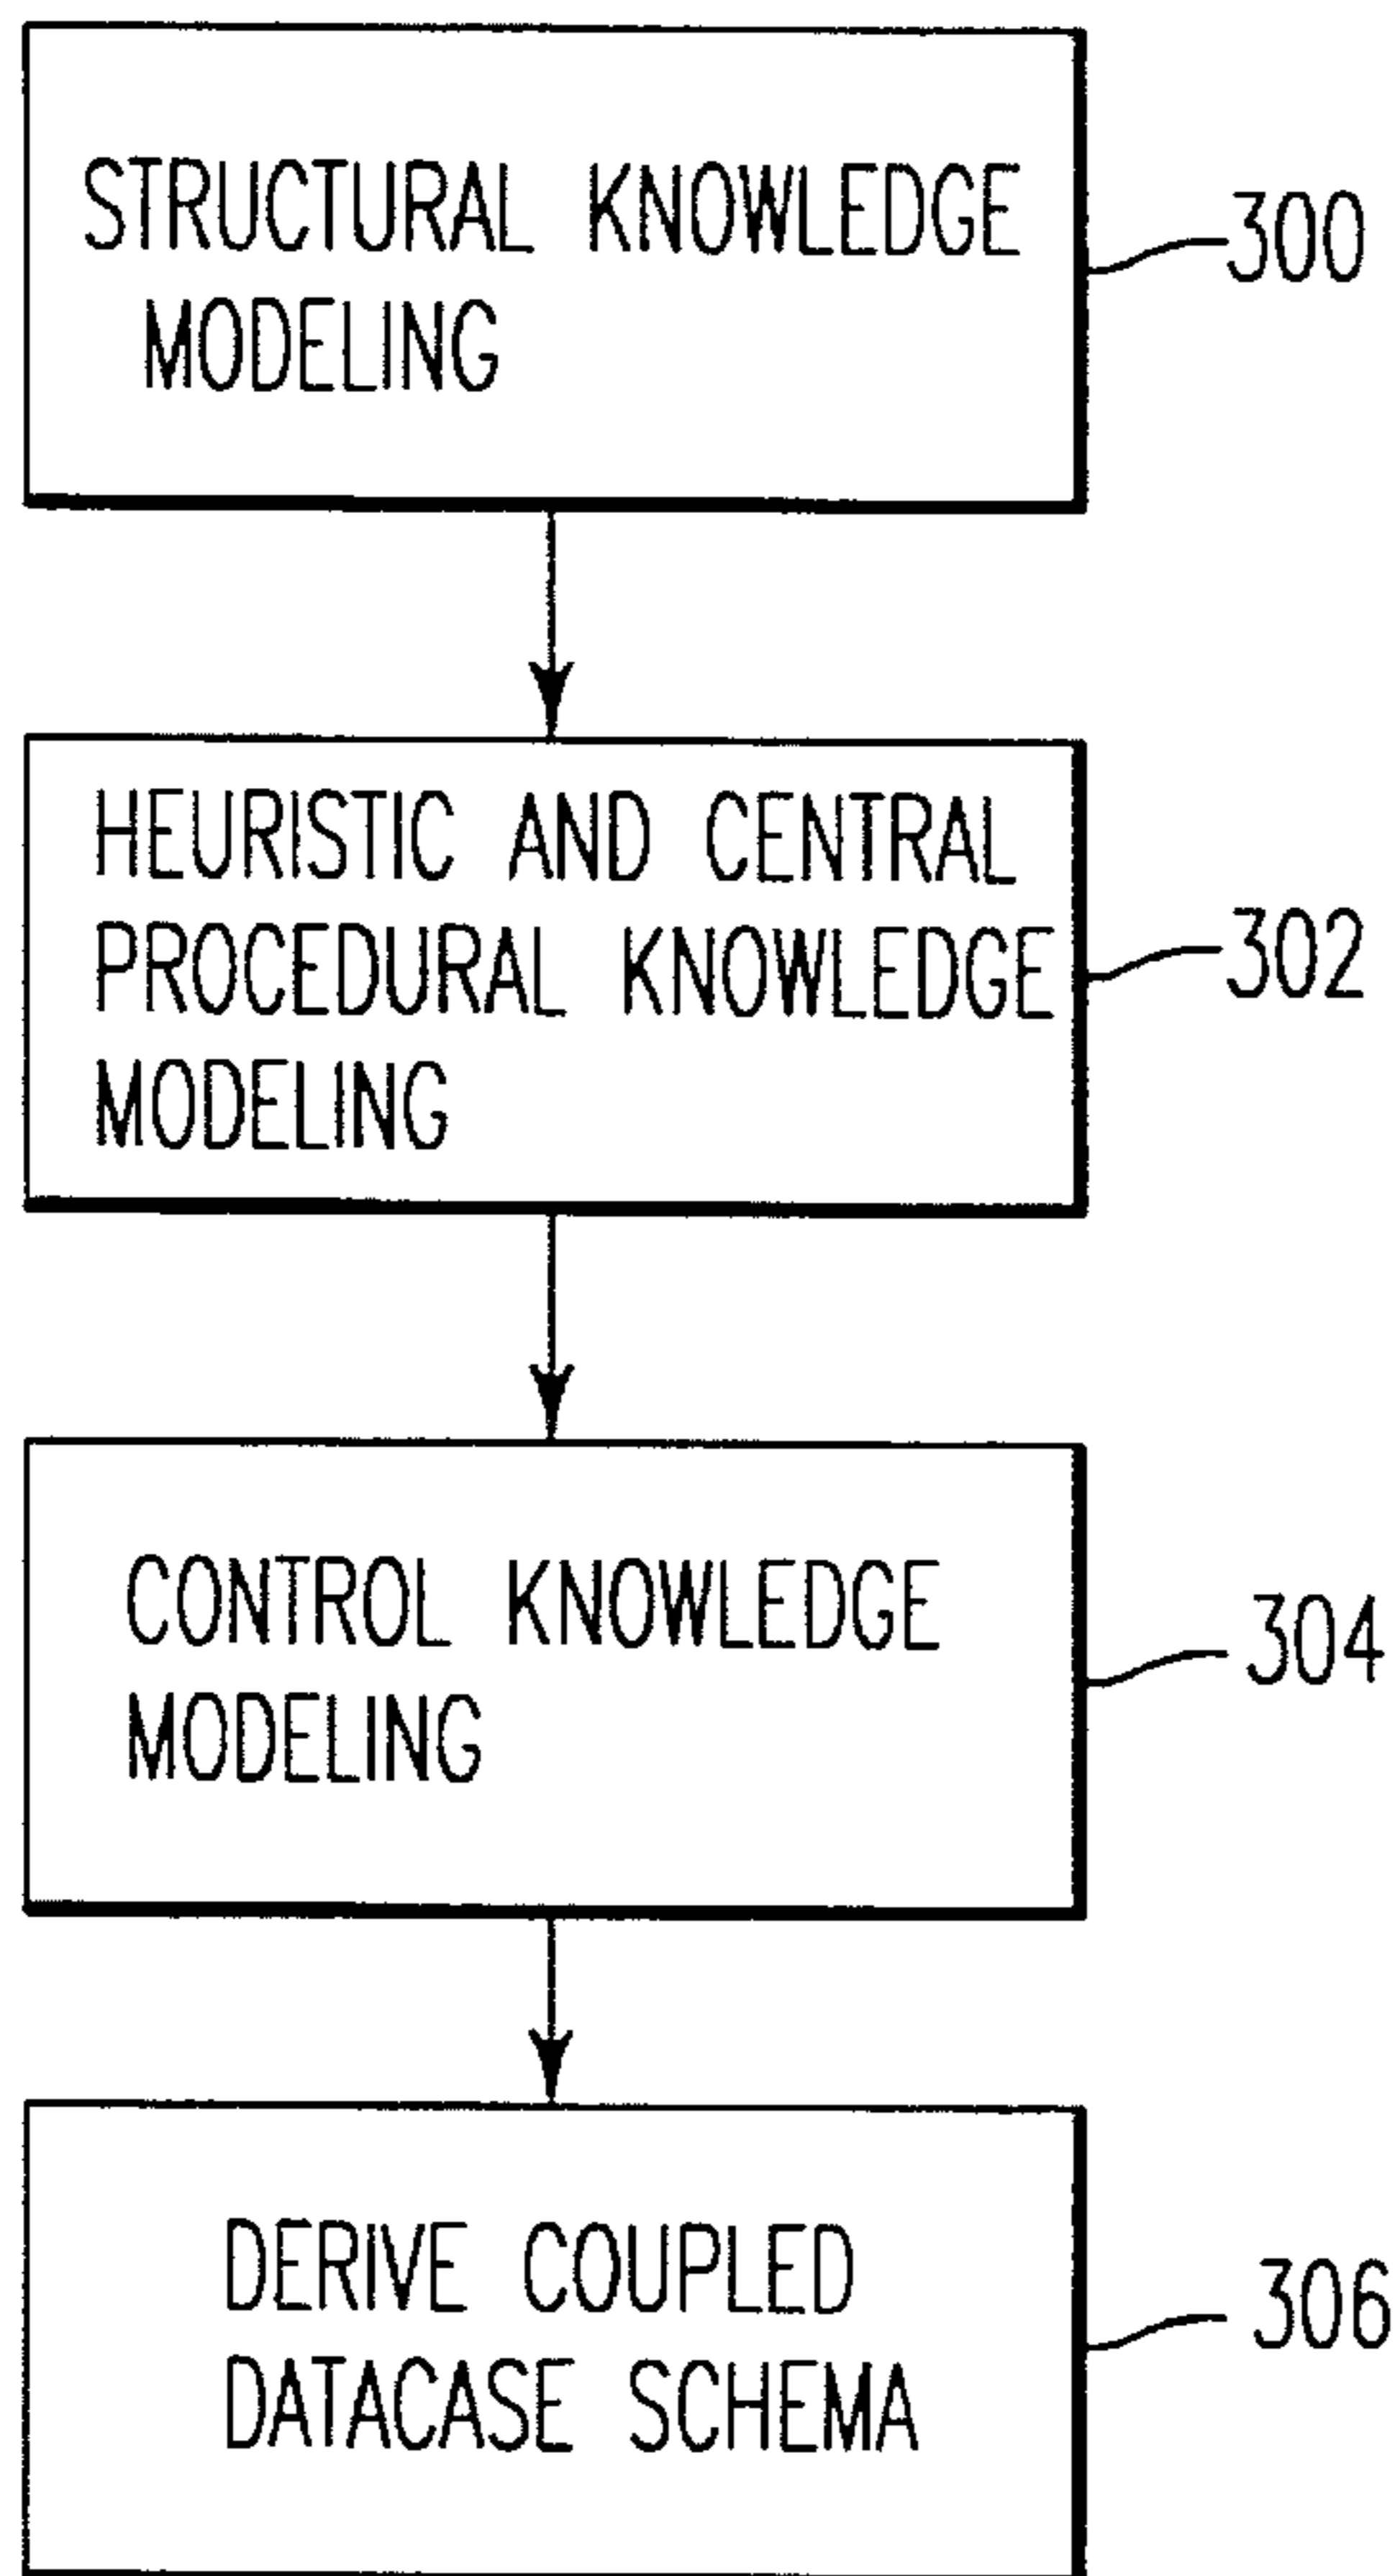 STRUCTURAL KNOWLEDGE
MODELING
300
HEURISTIC AND CENTRAL
PROCEDURAL KNOWLEDGE
MODELING
302
CONTROL KNOWLEDGE
MODELING
304
DERIVE COUPLED
DATACASE SCHEMA
306